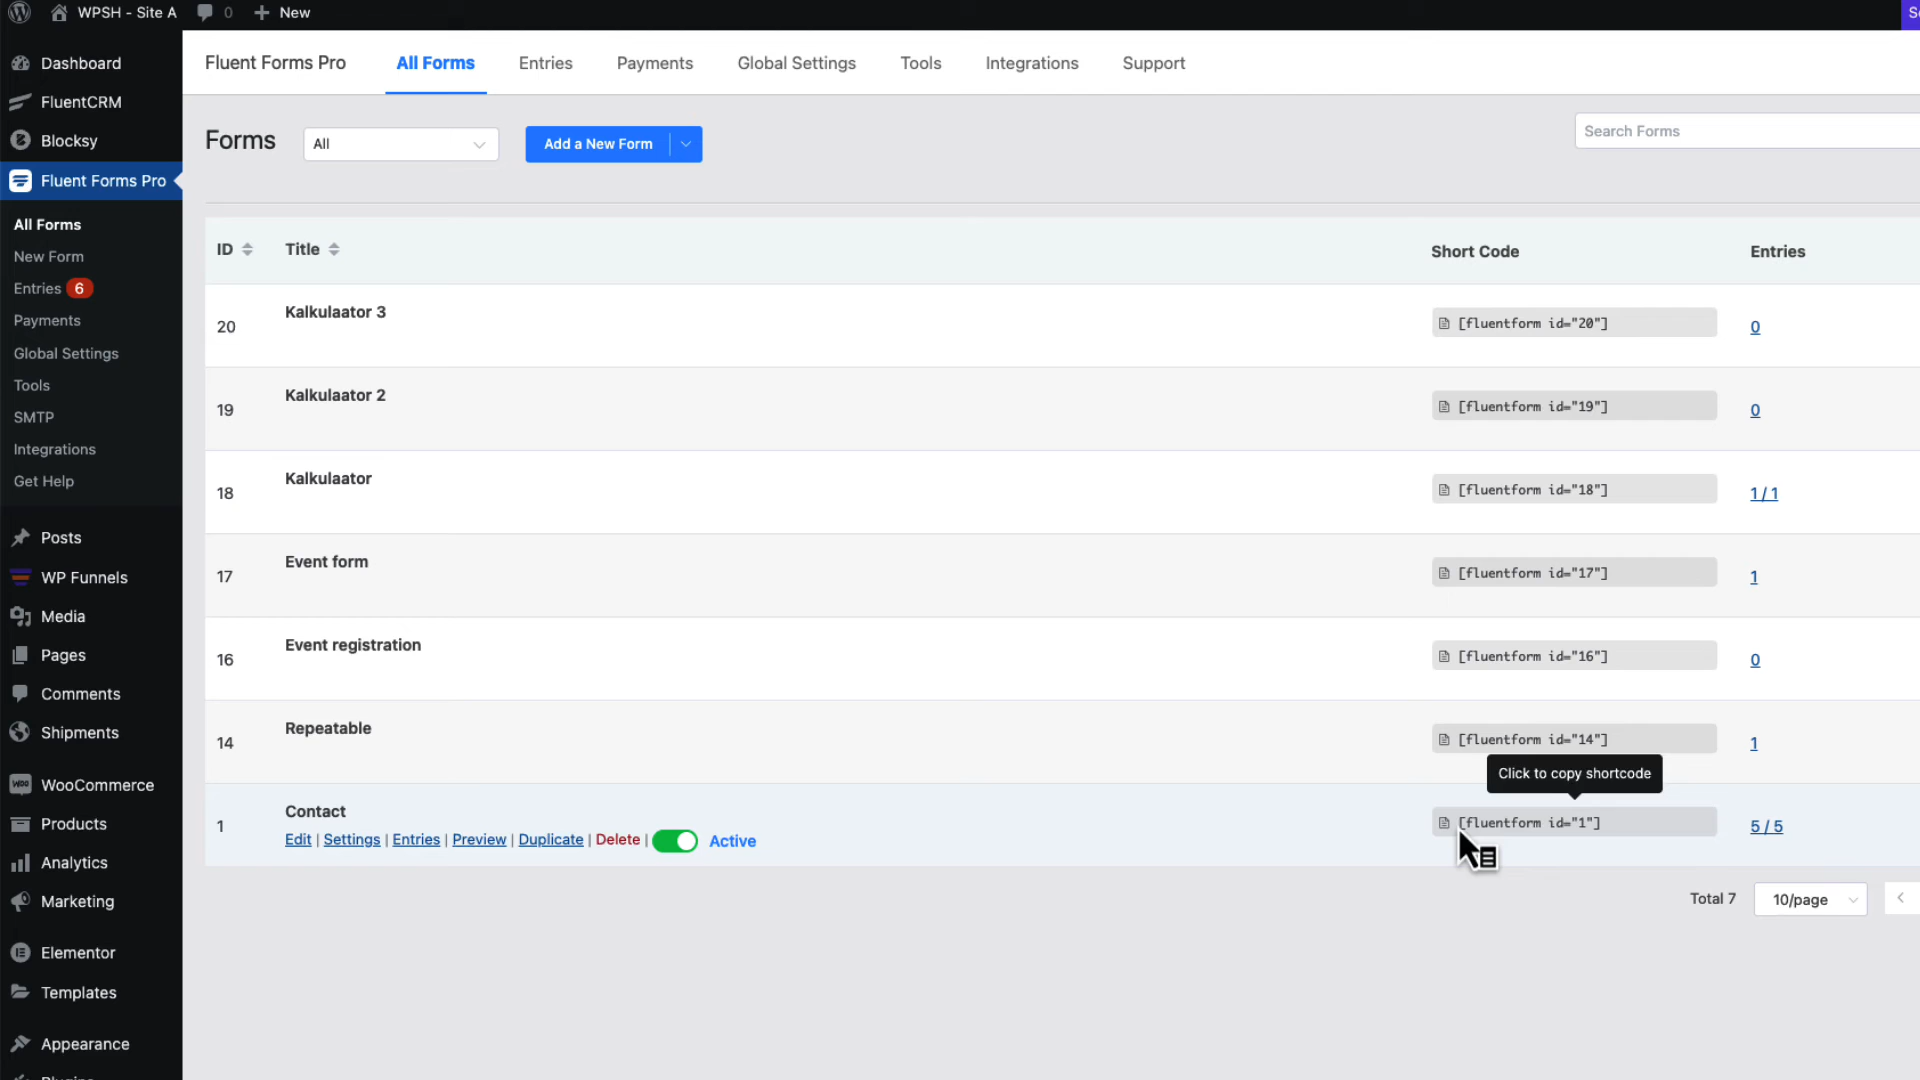 WPSH - Site A 0 New
Dashboard
FluentCRM
Blocksy
Fluent Forms Pro
All Forms
New Form
Entries 6
Payments
Global Settings
Tools
SMTP
Integrations
Get Help
Posts
WP Funnels
Media
Pages
Comments
Shipments
WooCommerce
Products
Analytics
Marketing
Elementor
Templates
Appearance
Fluent Forms Pro All Forms Entries Payments Global Settings Tools Integrations Support
Forms All Add a New Form Search Forms
ID Title Short Code Entries
20 Kalkulaator 3 [fluentform id="20"] 0
19 Kalkulaator 2 [fluentform id="19"] 0
18 Kalkulaator [fluentform id="18"] 1 / 1
17 Event form [fluentform id="17"] 1
16 Event registration [fluentform id="16"] 0
14 Repeatable [fluentform id="14"] 1
Click to copy shortcode
1 Contact [fluentform id="1"] 5 / 5
Edit | Settings | Entries | Preview | Duplicate | Delete | Active
Total 7 10/page